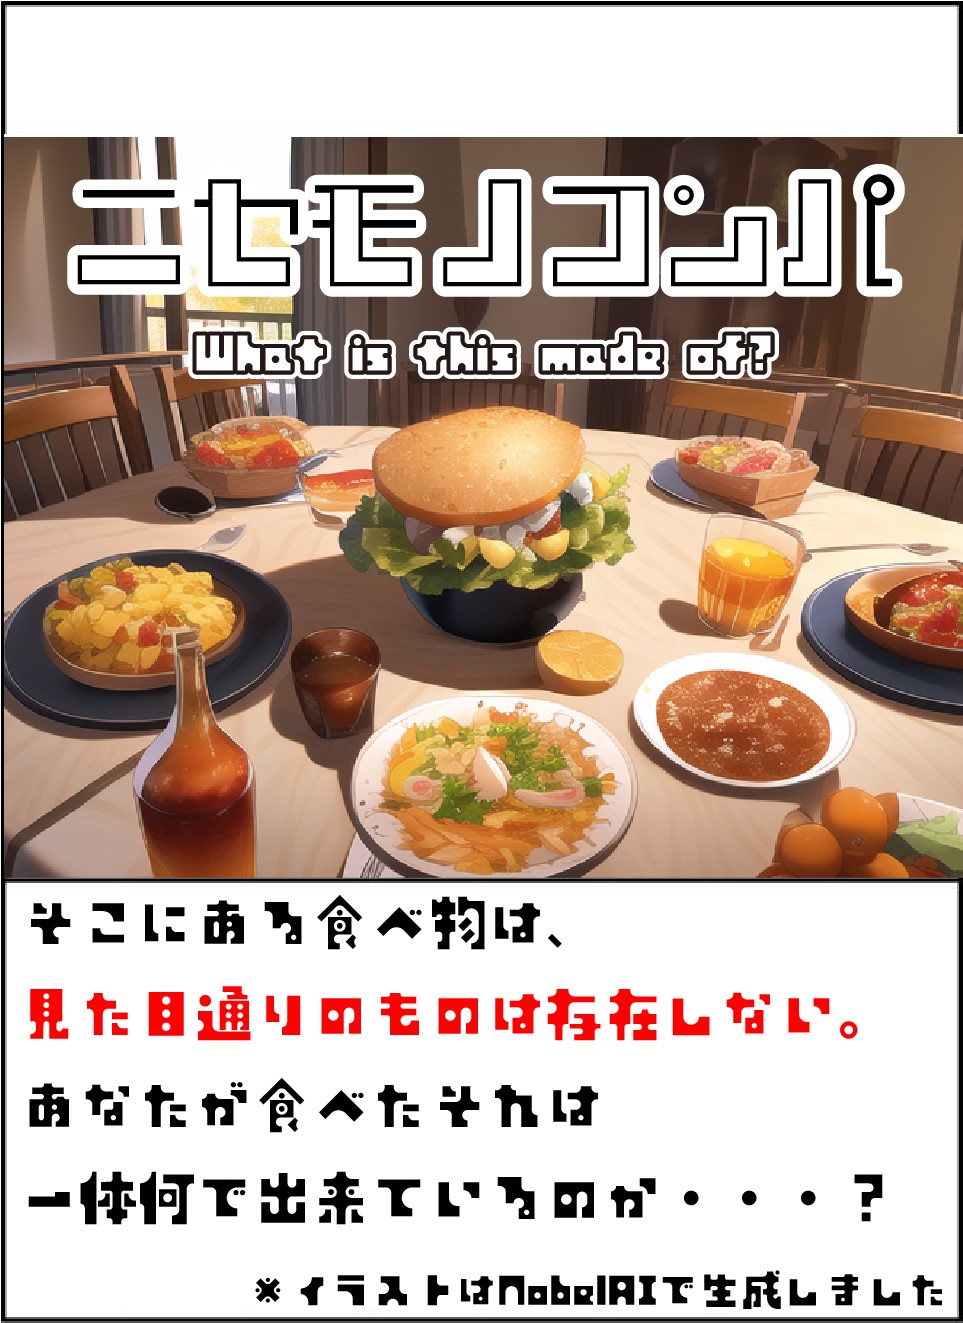 ニセモノコンパ
What is this made of?
そこにある食べ物は、
見た目通りのものは存在しない。
あなたが食べたそれは
一体何で出来ているのか・・・？
※イラストはNobelAIで生成しました